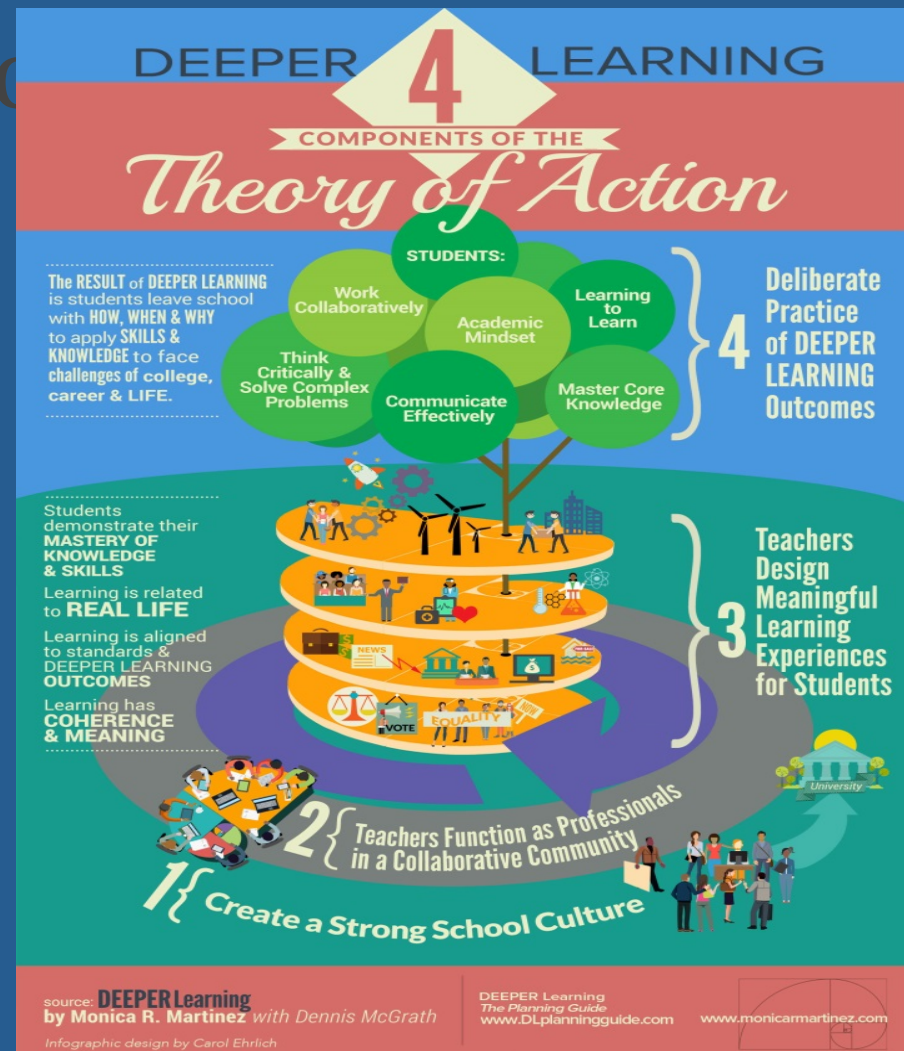 DEEPER 4 LEARNING
COMPONENTS OF THE
Theory of Action
The RESULT of DEEPER LEARNING
is students leave school
with HOW, WHEN & WHY
to apply SKILLS &
KNOWLEDGE to face
challenges of college,
career & LIFE.
STUDENTS:
Work
Collaboratively
Academic
Mindset
Learning
to
Learn
Think
Critically &
Solve Complex
Problems
Communicate
Effectively
Master Core
Knowledge
4
Deliberate
Practice
of DEEPER
LEARNING
Outcomes
Students
demonstrate their
MASTERY OF
KNOWLEDGE
& SKILLS
Learning is related
to REAL LIFE
Learning is aligned
to standards &
DEEPER LEARNING
OUTCOMES
Learning has
COHERENCE
& MEANING
NEWS
VOTE
EQUALITY
3
Teachers
Design
Meaningful
Learning
Experiences
for Students
University
2
Teachers Function as Professionals
in a Collaborative Community
1
Create a Strong School Culture
source: DEEPER Learning
by Monica R. Martinez with Dennis McGrath
Infographic design by Carol Ehrlich
DEEPER Learning
The Planning Guide
www.DLplanningguide.com
www.monicarmartinez.com